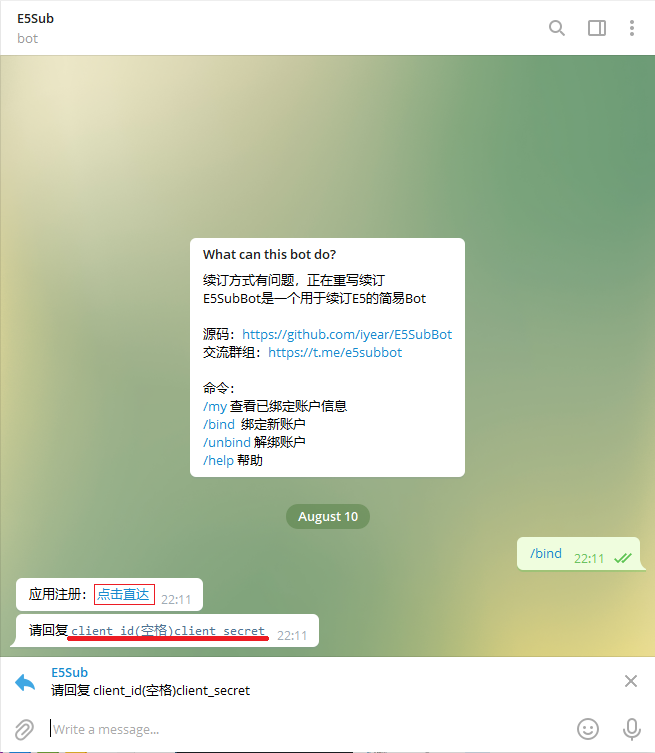 E5Sub
bot
What can this bot do?
续订方式有问题，正在重写续订
E5SubBot是一个用于续订E5的简易Bot
源码：https://github.com/iyear/E5SubBot
交流群组：https://t.me/e5subbot
命令：
/my 查看已绑定账户信息
/bind 绑定新账户
/unbind 解绑账户
/help 帮助
August 10
/bind 22:11
应用注册：点击直达 22:11
请回复 client_id(空格)client_secret 22:11
E5Sub
请回复 client_id(空格)client_secret
Write a message...